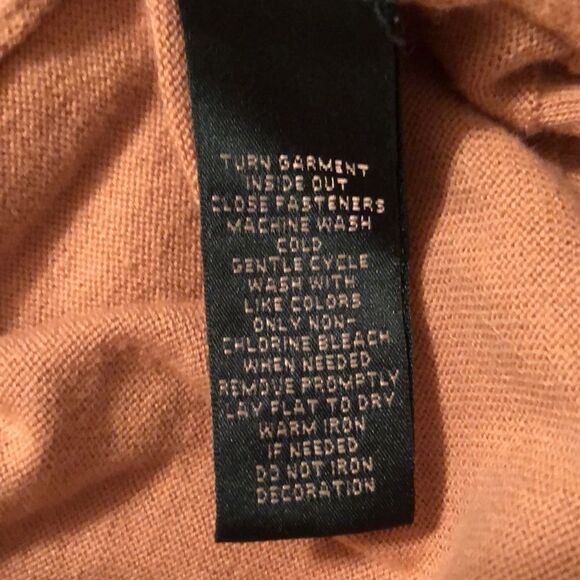 TURN GARMENT
INSIDE OUT
CLOSE FASTENERS
MACHINE WASH
COLD
GENTLE CYCLE
WASH WITH
LIKE COLORS
ONLY NON-
CHLORINE BLEACH
WHEN NEEDED
REMOVE PROMPTLY
LAY FLAT TO DRY
WARM IRON
IF NEEDED
DO NOT IRON
DECORATION